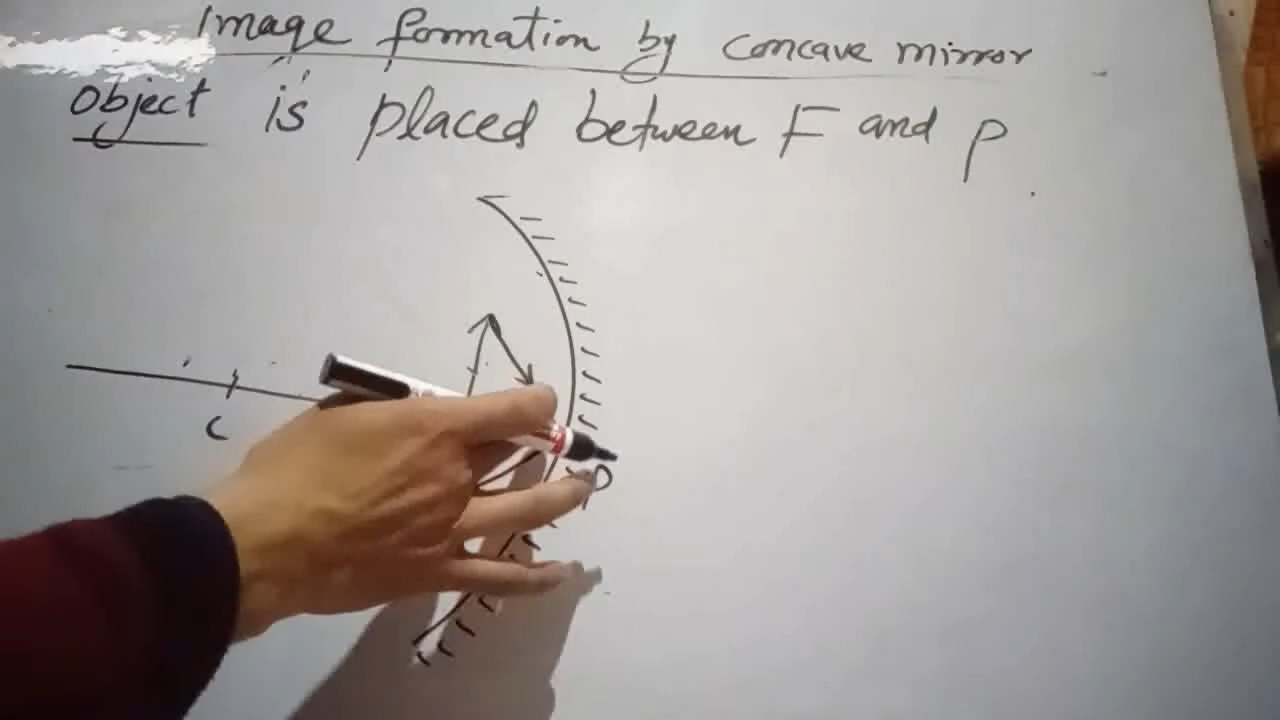 Image formation by concave mirror
object is placed between F and P
C
P